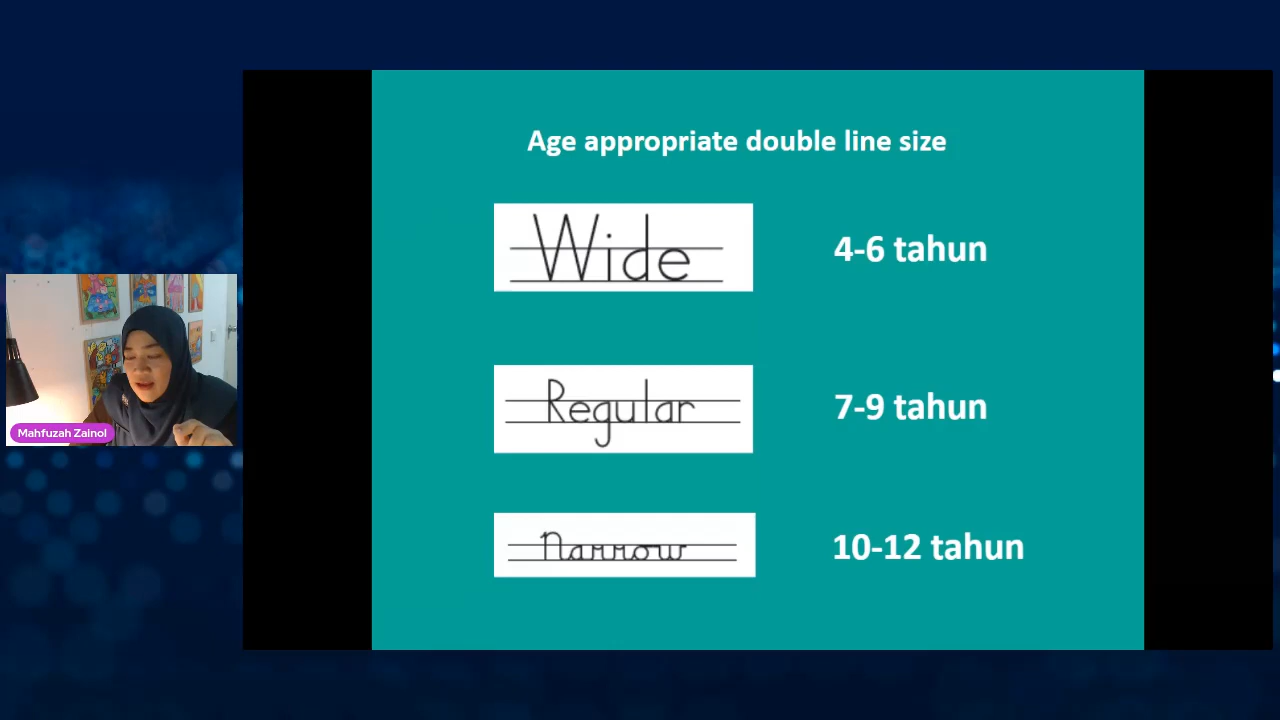 Age appropriate double line size
Wide
4-6 tahun
Regular
7-9 tahun
Narrow
10-12 tahun
Mahfuzah Zainol